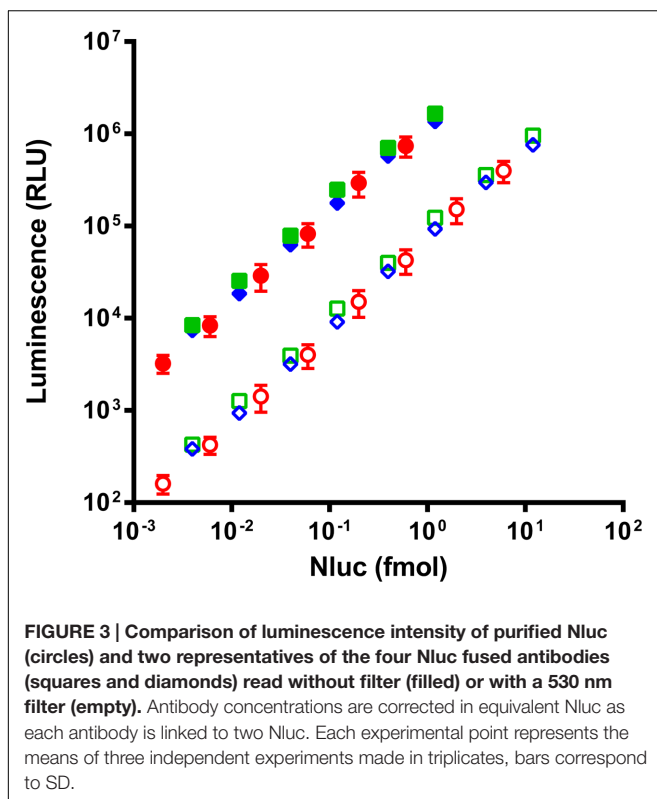 10⁷
10⁶
10⁵
10⁴
10³
10²
Luminescence (RLU)
10⁻³ 10⁻² 10⁻¹ 10⁰ 10¹ 10²
Nluc (fmol)
FIGURE 3 | Comparison of luminescence intensity of purified Nluc
(circles) and two representatives of the four Nluc fused antibodies
(squares and diamonds) read without filter (filled) or with a 530 nm
filter (empty). Antibody concentrations are corrected in equivalent Nluc as
each antibody is linked to two Nluc. Each experimental point represents the
means of three independent experiments made in triplicates, bars correspond
to SD.